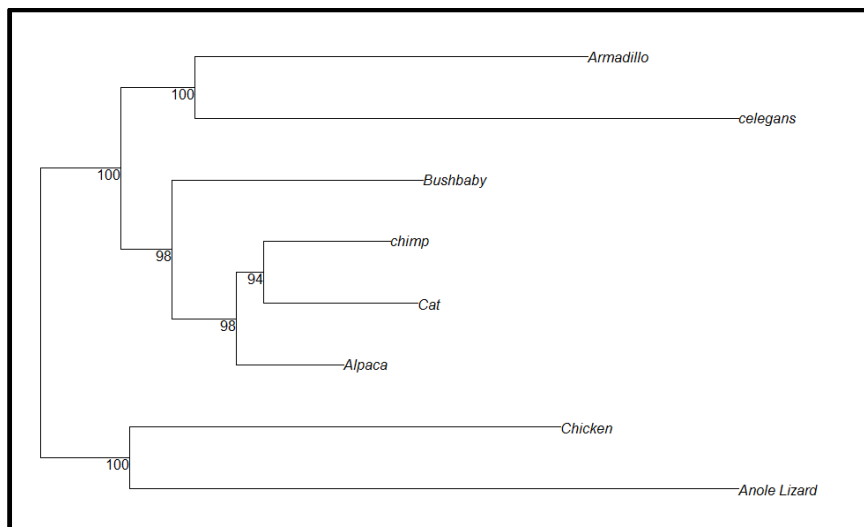 Armadillo
100
celegans
100
Bushbaby
chimp
98
94
Cat
98
Alpaca
Chicken
100
Anole Lizard